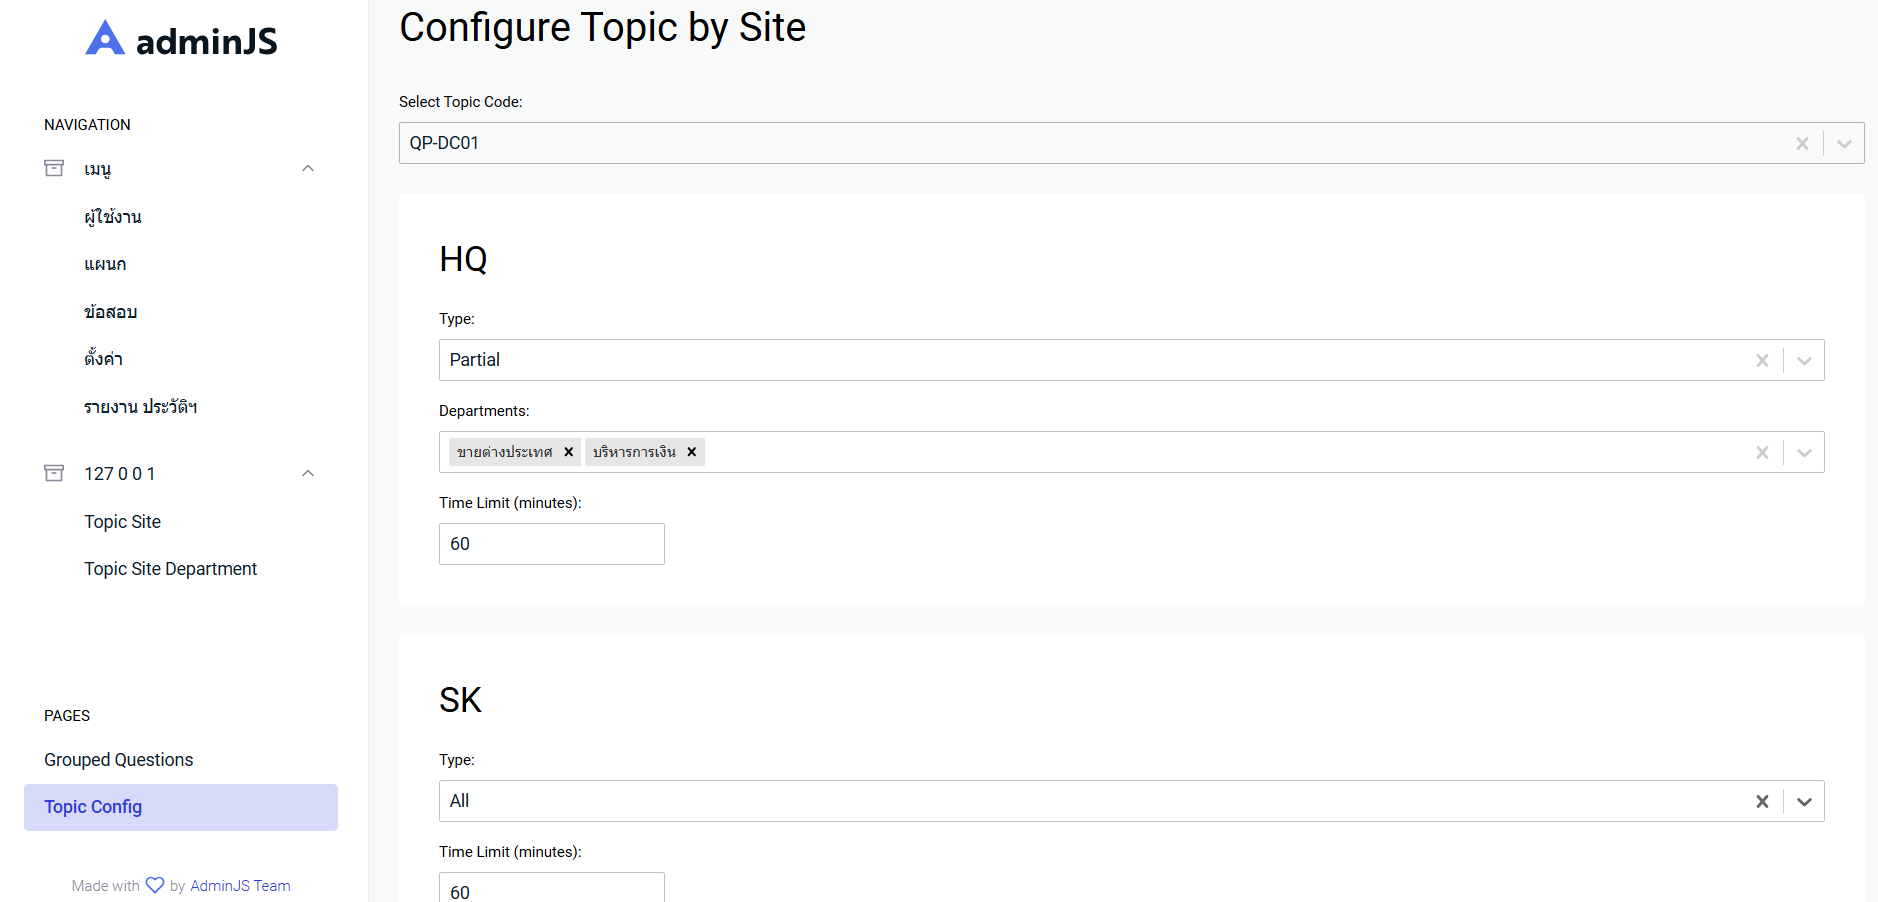 adminJS
NAVIGATION
เมนู
ผู้ใช้งาน
แผนก
ข้อสอบ
ตั้งค่า
รายงาน ประวัติฯ
127 0 0 1
Topic Site
Topic Site Department
PAGES
Grouped Questions
Topic Config
Made with by AdminJS Team
Configure Topic by Site
Select Topic Code:
QP-DC01
HQ
Type:
Partial
Departments:
ขายต่างประเทศ บริหารการเงิน
Time Limit (minutes):
60
SK
Type:
All
Time Limit (minutes):
60